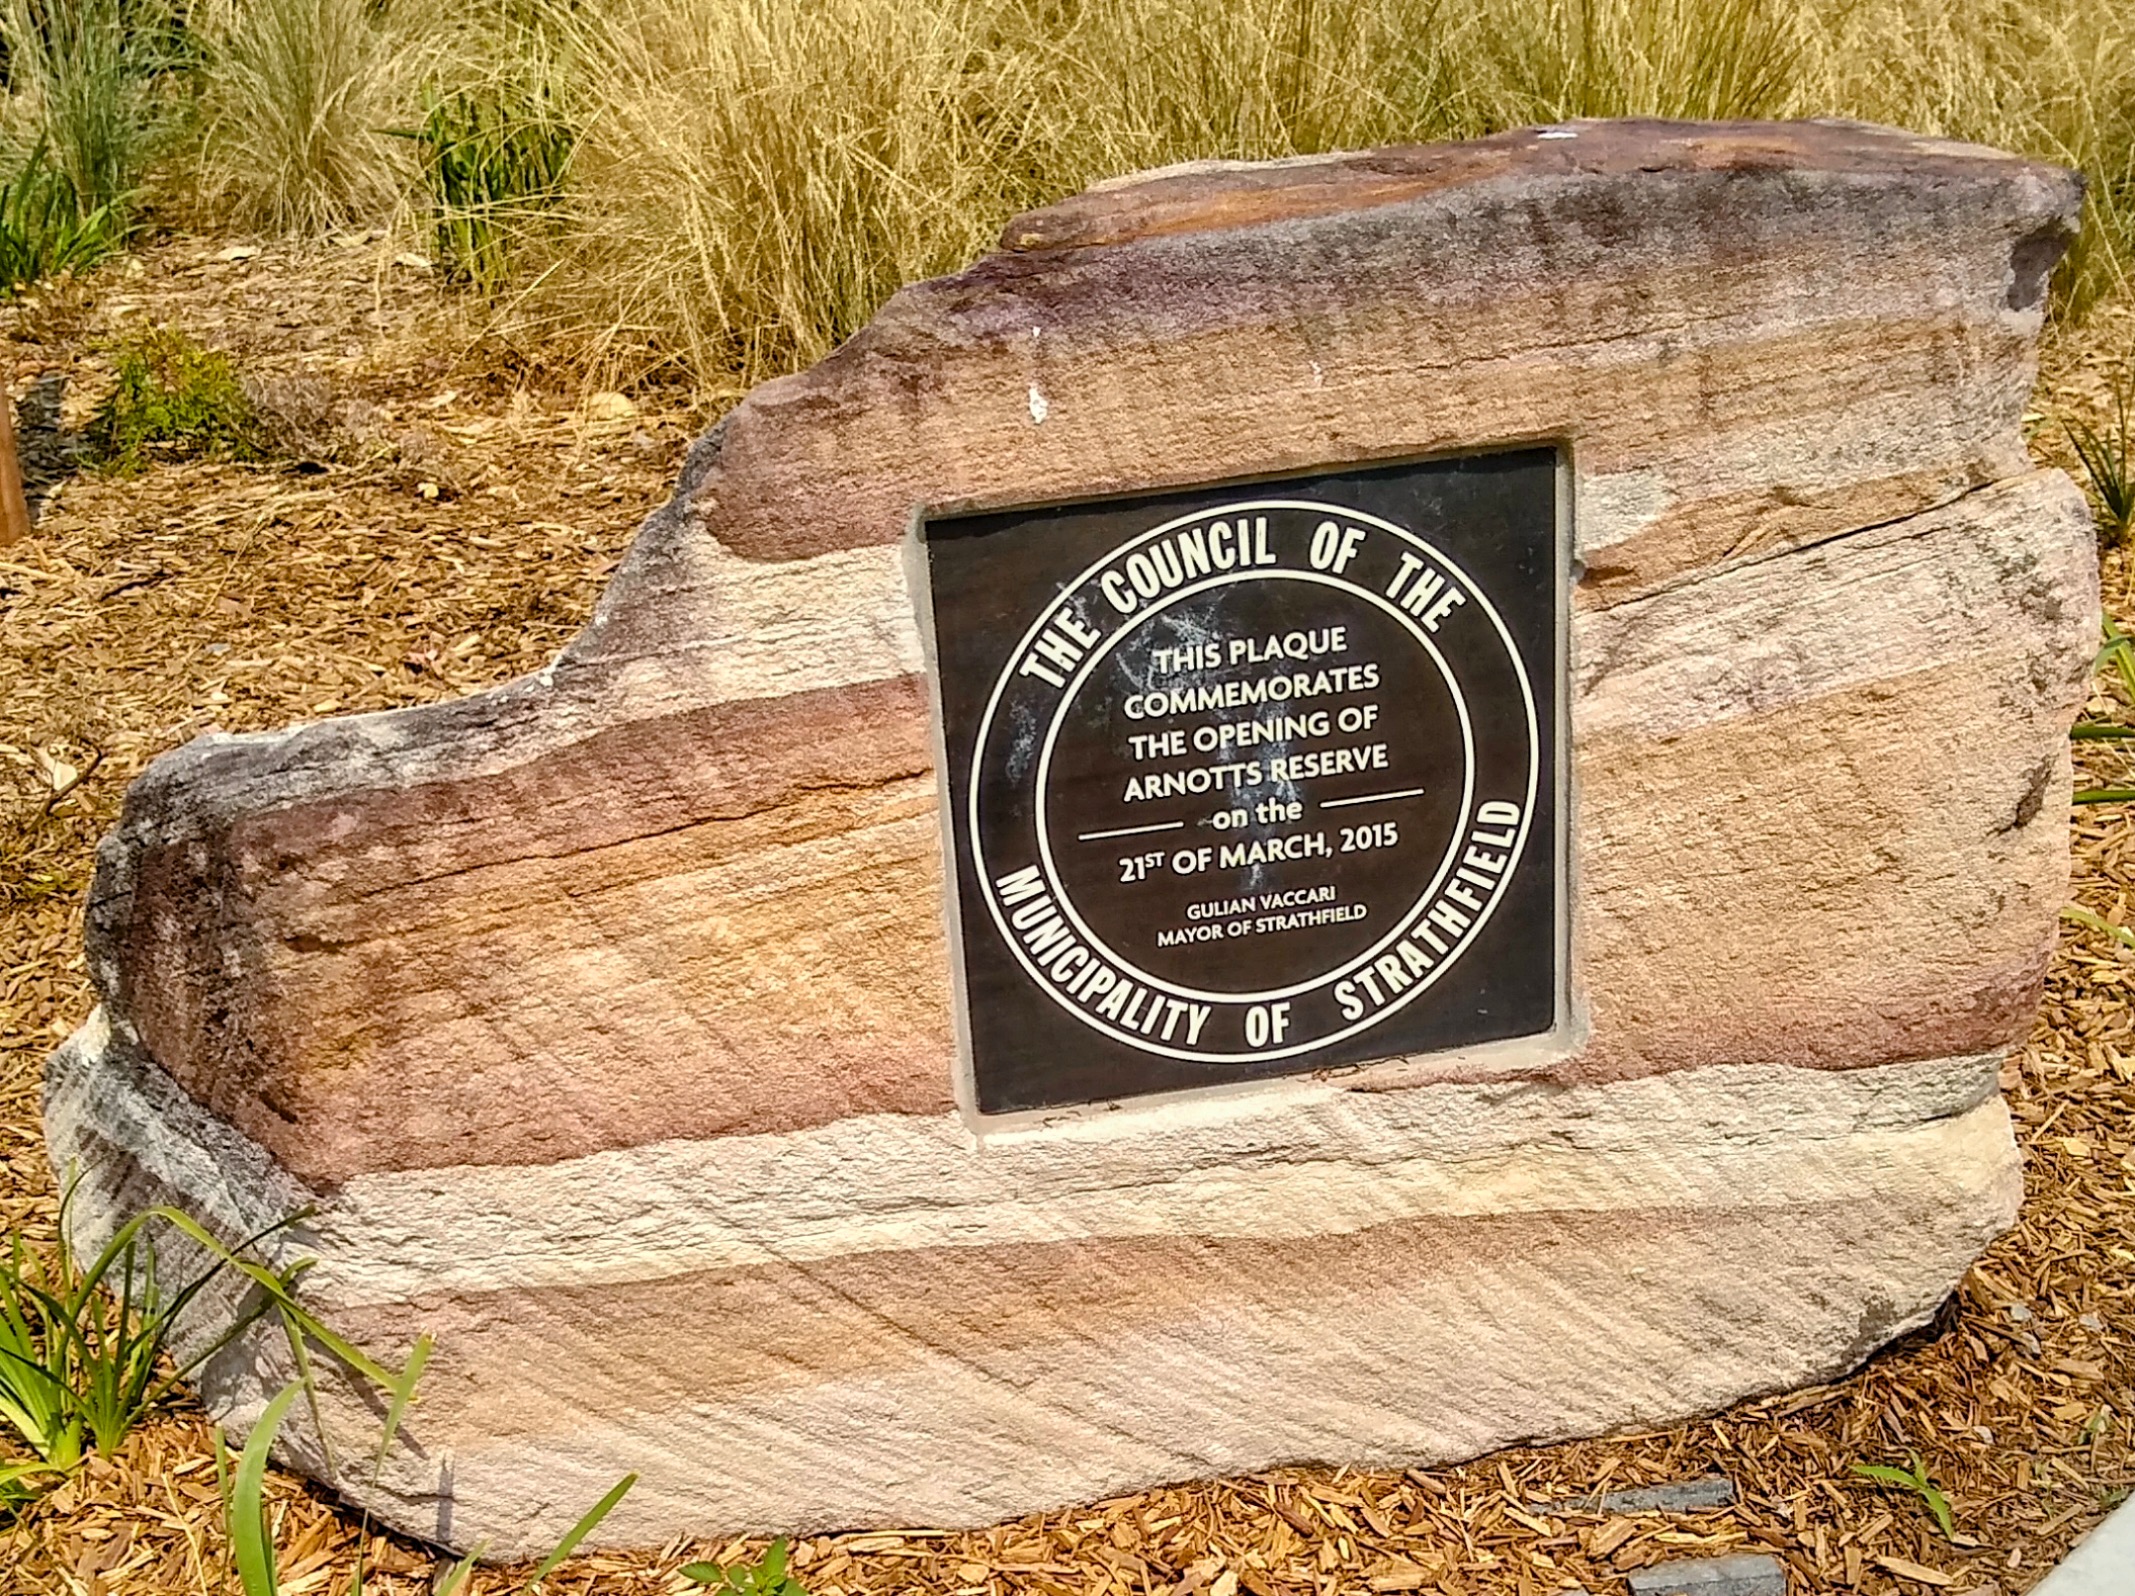 THE COUNCIL OF THE
THIS PLAQUE
COMMEMORATES
THE OPENING OF
ARNOTTS RESERVE
on the
21ST OF MARCH, 2015
GULIAN VACCARI
MAYOR OF STRATHFIELD
MUNICIPALITY OF STRATHFIELD